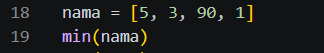 18 nama = [5, 3, 90, 1]
19 min(nama)